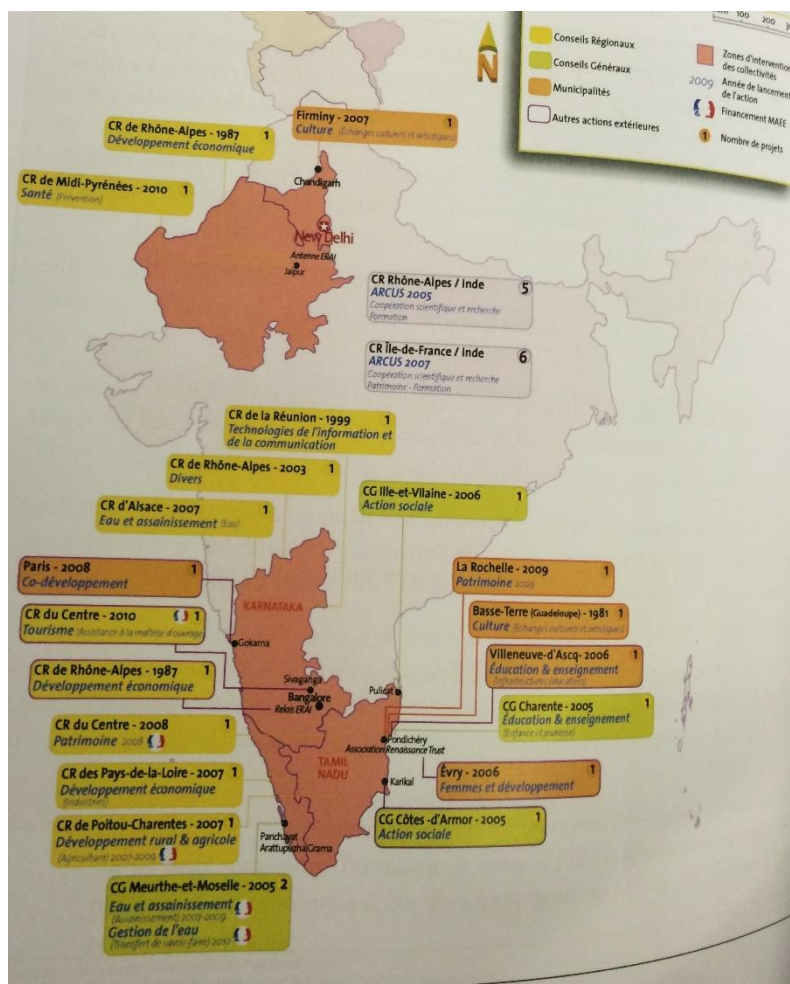 100 200
Conseils Régionaux
Conseils Généraux
Municipalités
Autres actions extérieures
Zones d'intervention
des collectivités
2009 Année de lancement
de l'action
Financement MAEE
1 Nombre de projets
N
Firminy - 2007 1
Culture (Échanges culturels et artistiques)
CR de Rhône-Alpes - 1987 1
Développement économique
CR de Midi-Pyrénées - 2010 1
Santé (Prévention)
Chandigarh
New Delhi
Antenne ERAI
Jaipur
CR Rhône-Alpes / Inde 5
ARCUS 2005
Coopération scientifique et recherche
Formation
CR Île-de-France / Inde 6
ARCUS 2007
Coopération scientifique et recherche
Patrimoine - Formation
CR de la Réunion - 1999 1
Technologies de l'information et
de la communication
CR de Rhône-Alpes - 2003 1
Divers
CR d'Alsace - 2007 1
Eau et assainissement (Eau)
CG Ille-et-Vilaine - 2006 1
Action sociale
Paris - 2008 1
Co-développement
CR du Centre - 2010 1
Tourisme (Assistance à la maîtrise d'ouvrage)
CR de Rhône-Alpes - 1987 1
Développement économique
CR du Centre - 2008 1
Patrimoine 2008
CR des Pays-de-la-Loire - 2007 1
Développement économique
(Industries)
CR de Poitou-Charentes - 2007 1
Développement rural & agricole
(Agriculture) 2007-2009
CG Meurthe-et-Moselle - 2005 2
Eau et assainissement
(Assainissement) 2007-2009
Gestion de l'eau
(Transfert de savoir-faire) 2010
KARNATAKA
Gokarna
Sivaganga
Bangalore
Relais ERAI
TAMIL
NADU
Panchayat
Arattupuzha Grama
Pulicat
Pondichéry
Association Renaissance Trust
Karikal
La Rochelle - 2009 1
Patrimoine 2009
Basse-Terre (Guadeloupe) - 1981 1
Culture (Échanges culturels et artistiques)
Villeneuve-d'Ascq- 2006 1
Éducation & enseignement
(Infrastructures éducatives)
CG Charente - 2005 1
Éducation & enseignement
(Enfance et jeunesse)
Évry - 2006 1
Femmes et développement
CG Côtes -d'Armor - 2005 1
Action sociale